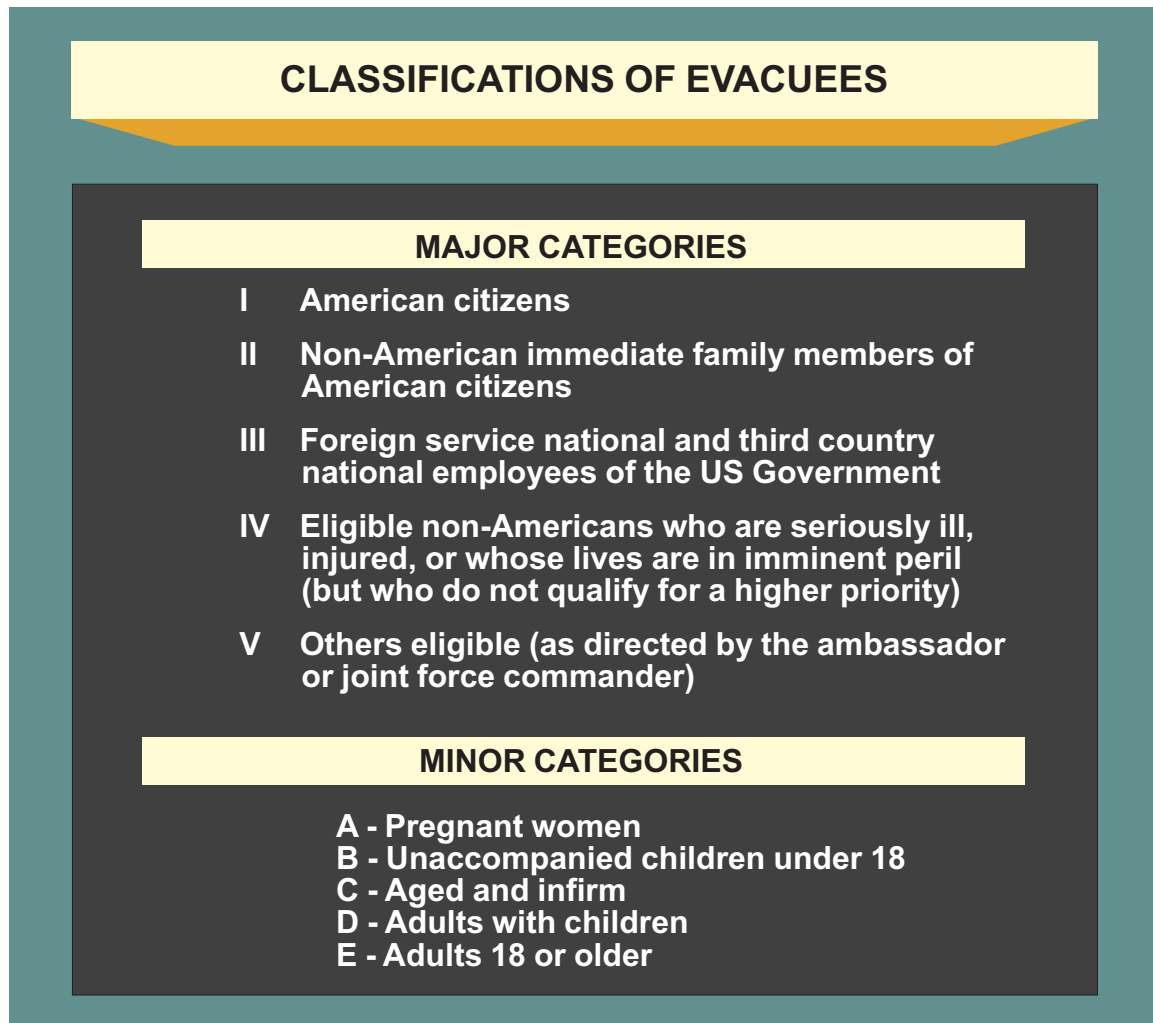 CLASSIFICATIONS OF EVACUEES
MAJOR CATEGORIES
I American citizens
II Non-American immediate family members of
American citizens
III Foreign service national and third country
national employees of the US Government
IV Eligible non-Americans who are seriously ill,
injured, or whose lives are in imminent peril
(but who do not qualify for a higher priority)
V Others eligible (as directed by the ambassador
or joint force commander)
MINOR CATEGORIES
A - Pregnant women
B - Unaccompanied children under 18
C - Aged and infirm
D - Adults with children
E - Adults 18 or older